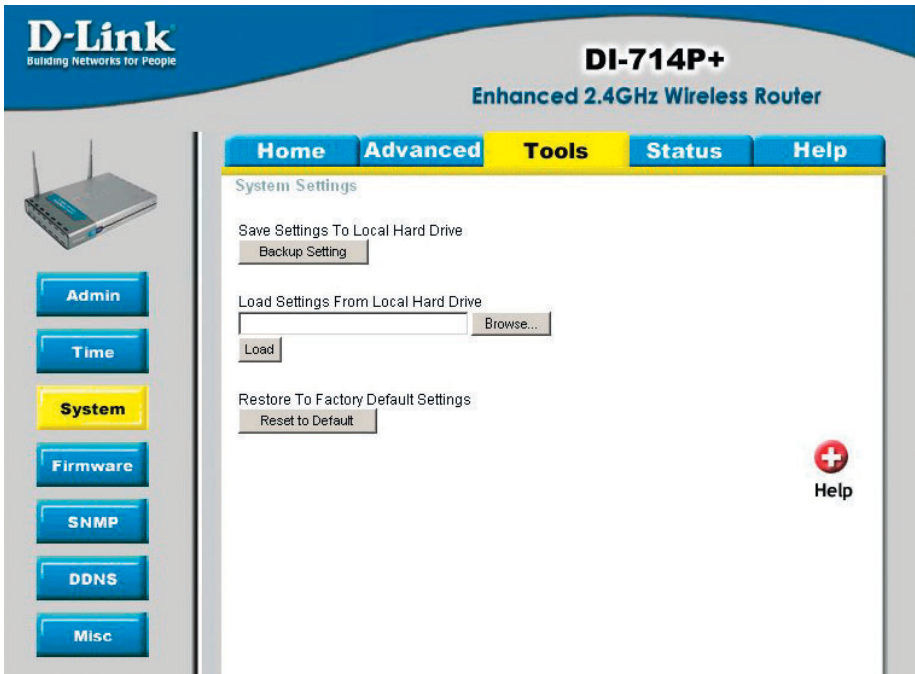 D-Link
Building Networks for People
DI-714P+
Enhanced 2.4GHz Wireless Router
Home Advanced Tools Status Help
System Settings
Save Settings To Local Hard Drive
Backup Setting
Load Settings From Local Hard Drive
Browse...
Load
Restore To Factory Default Settings
Reset to Default
Admin
Time
System
Firmware
SNMP
DDNS
Misc
Help